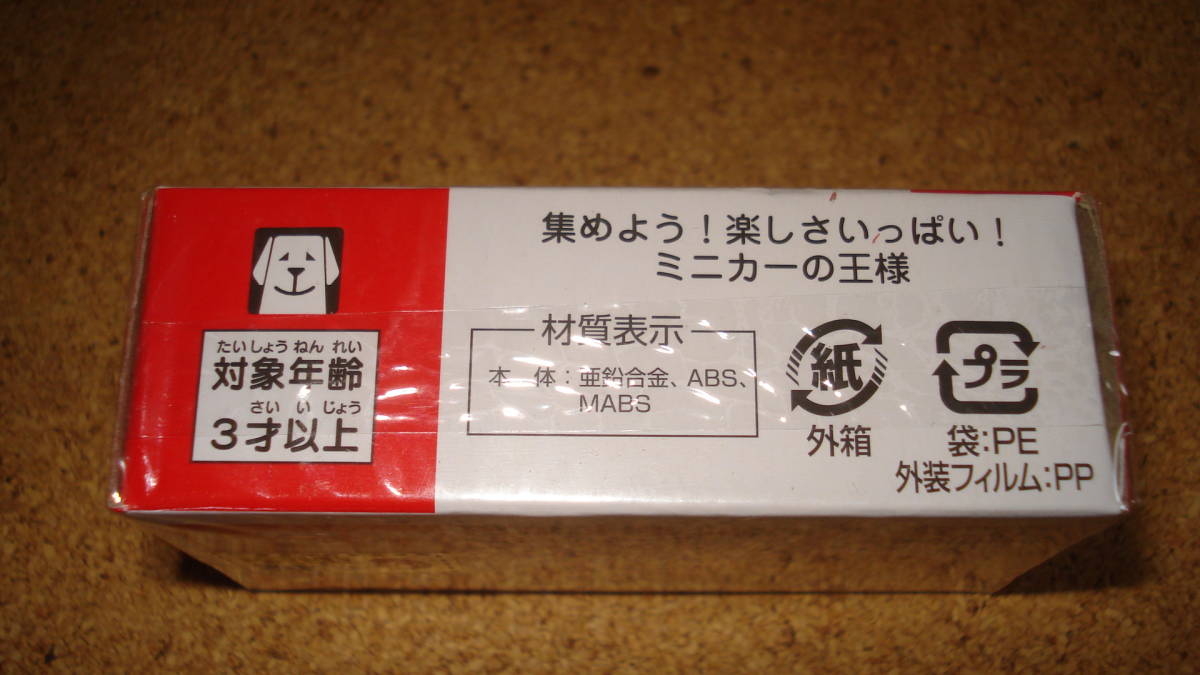 集めよう！楽しさいっぱい！
ミニカーの王様
たいしょうねんれい
対象年齢
さいいじょう
3才以上
材質表示
本 体：亜鉛合金、ABS、
MABS
紙
外箱
プラ
袋：PE
外装フィルム：PP